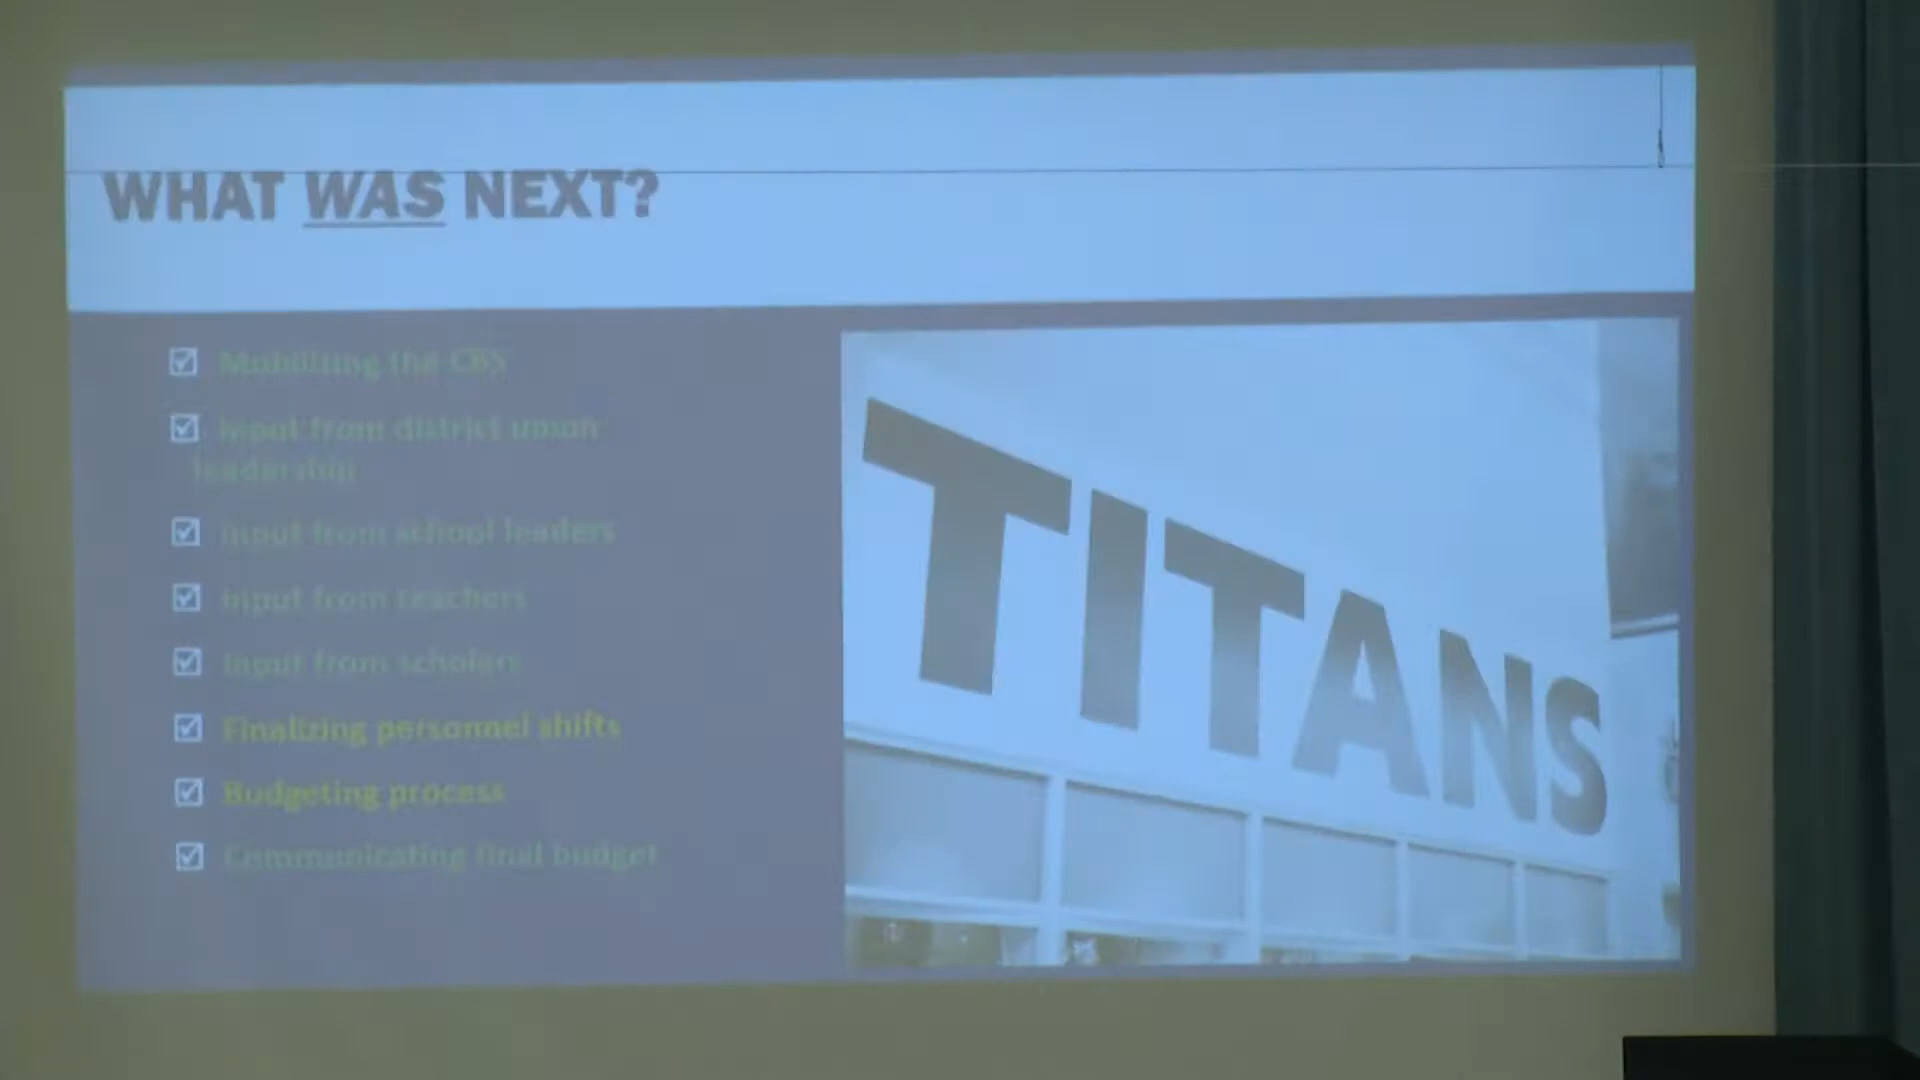 WHAT WAS NEXT?
Mobilizing the CBS
Input from district union
leadership
Input from school leaders
Input from teachers
Input from scholars
Finalizing personnel shifts
Budgeting process
Communicating final budget
TITANS